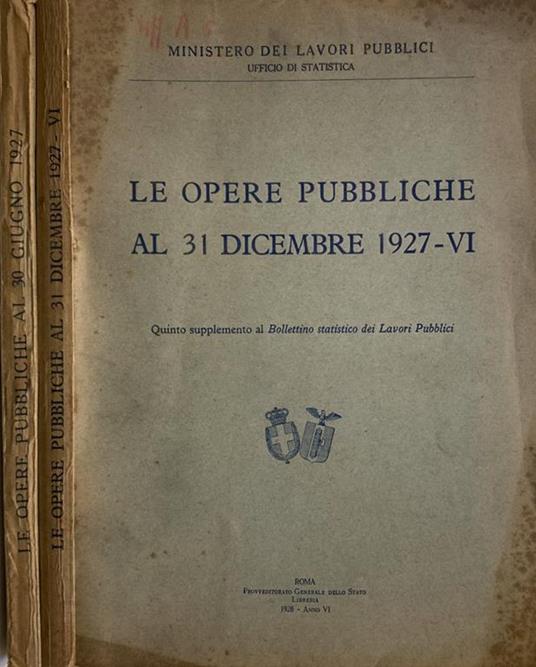 LE OPERE PUBBLICHE AL 30 GIUGNO 1927
LE OPERE PUBBLICHE AL 31 DICEMBRE 1927 - VI
MINISTERO DEI LAVORI PUBBLICI
UFFICIO DI STATISTICA
LE OPERE PUBBLICHE
AL 31 DICEMBRE 1927-VI
Quinto supplemento al Bollettino statistico dei Lavori Pubblici
ROMA
Provveditorato Generale dello Stato
Libreria
1928 - Anno VI